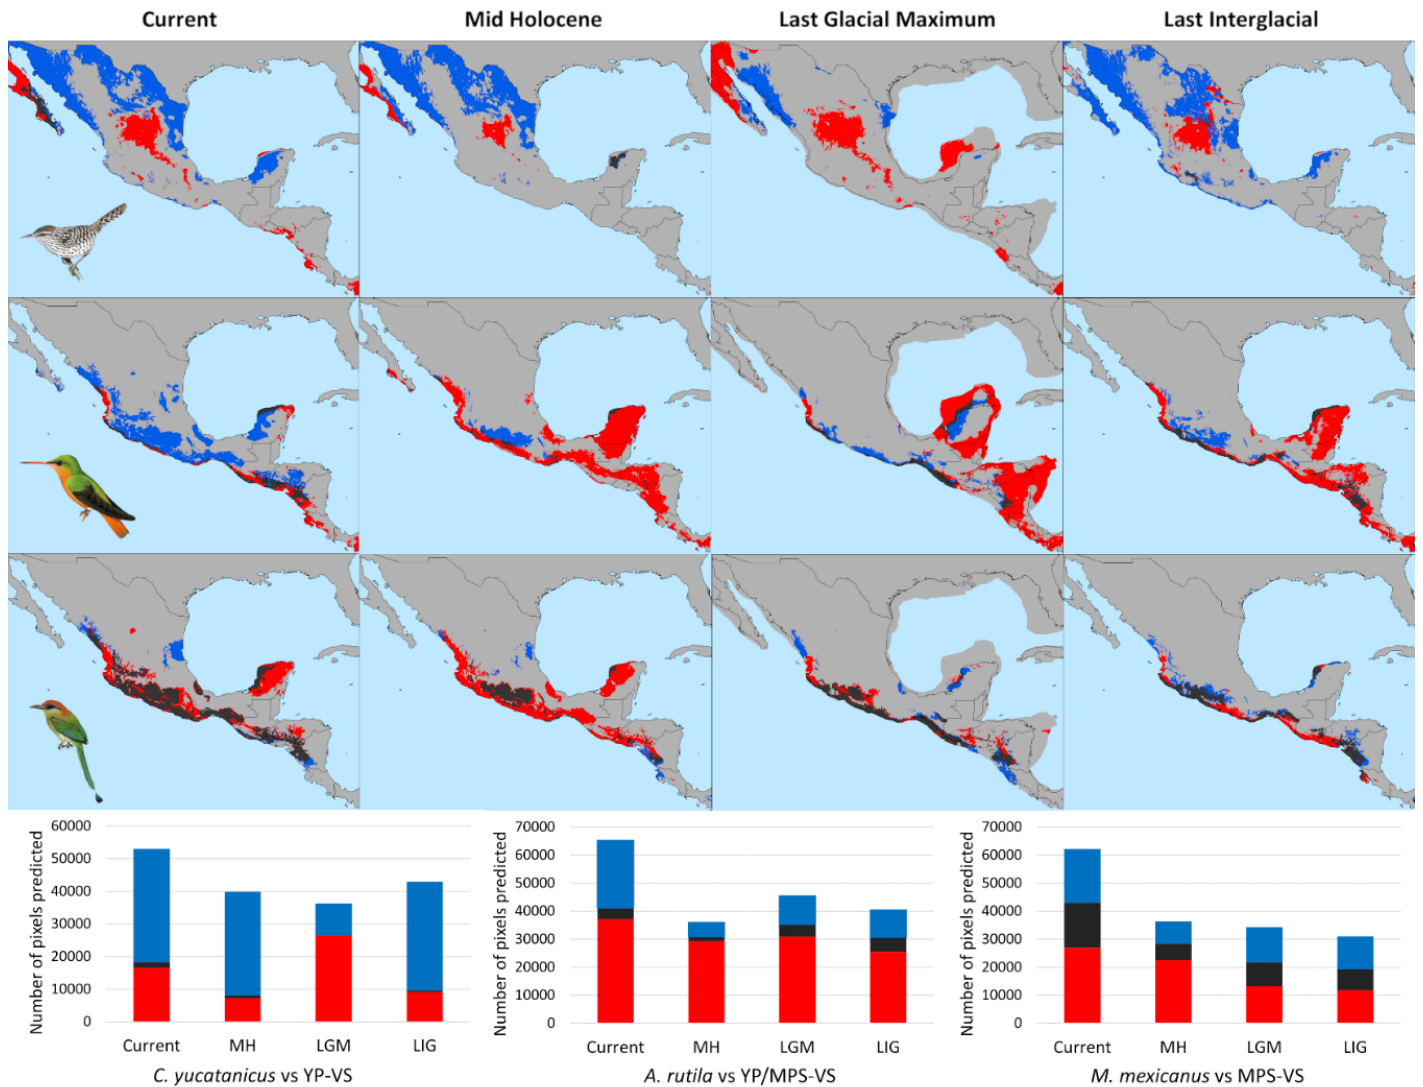 Current Mid Holocene Last Glacial Maximum Last Interglacial
Number of pixels predicted
60000
50000
40000
30000
20000
10000
0
Current MH LGM LIG
C. yucatanicus vs YP-VS
Number of pixels predicted
70000
60000
50000
40000
30000
20000
10000
0
Current MH LGM LIG
A. rutila vs YP/MPS-VS
Number of pixels predicted
70000
60000
50000
40000
30000
20000
10000
0
Current MH LGM LIG
M. mexicanus vs MPS-VS